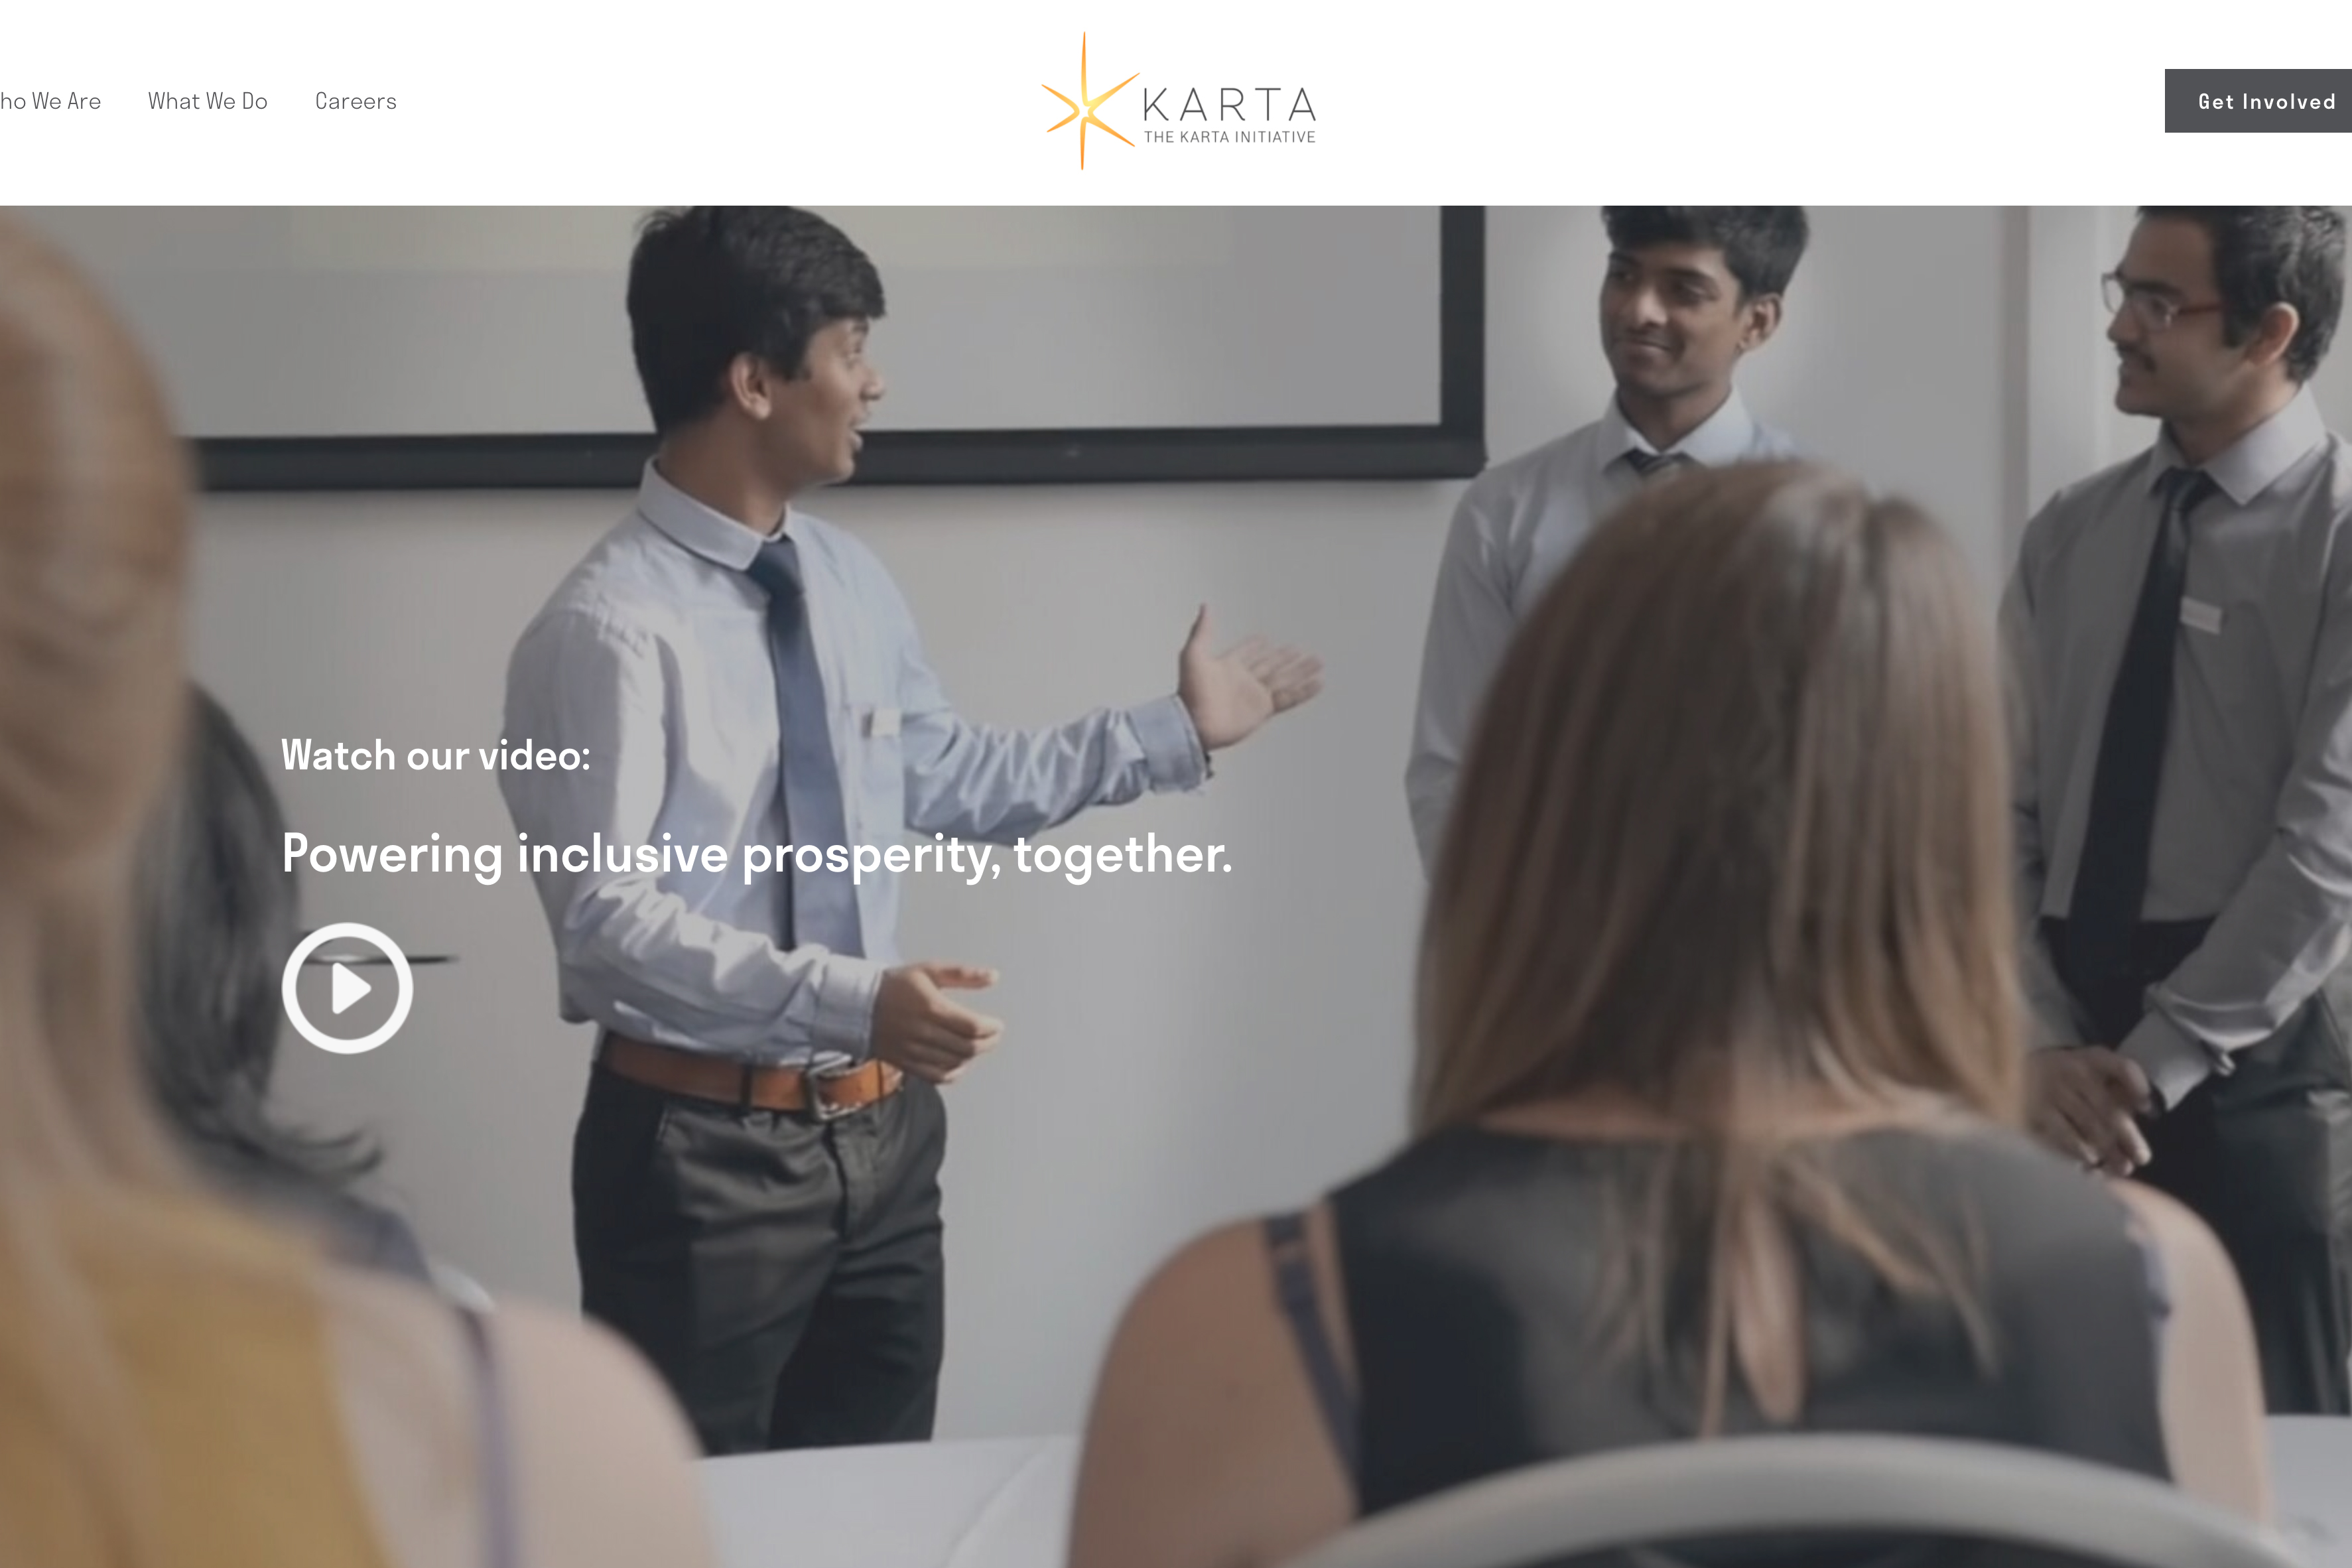 ho We Are
What We Do
Careers
KARTA
THE KARTA INITIATIVE
Get Involved
Watch our video:
Powering inclusive prosperity, together.